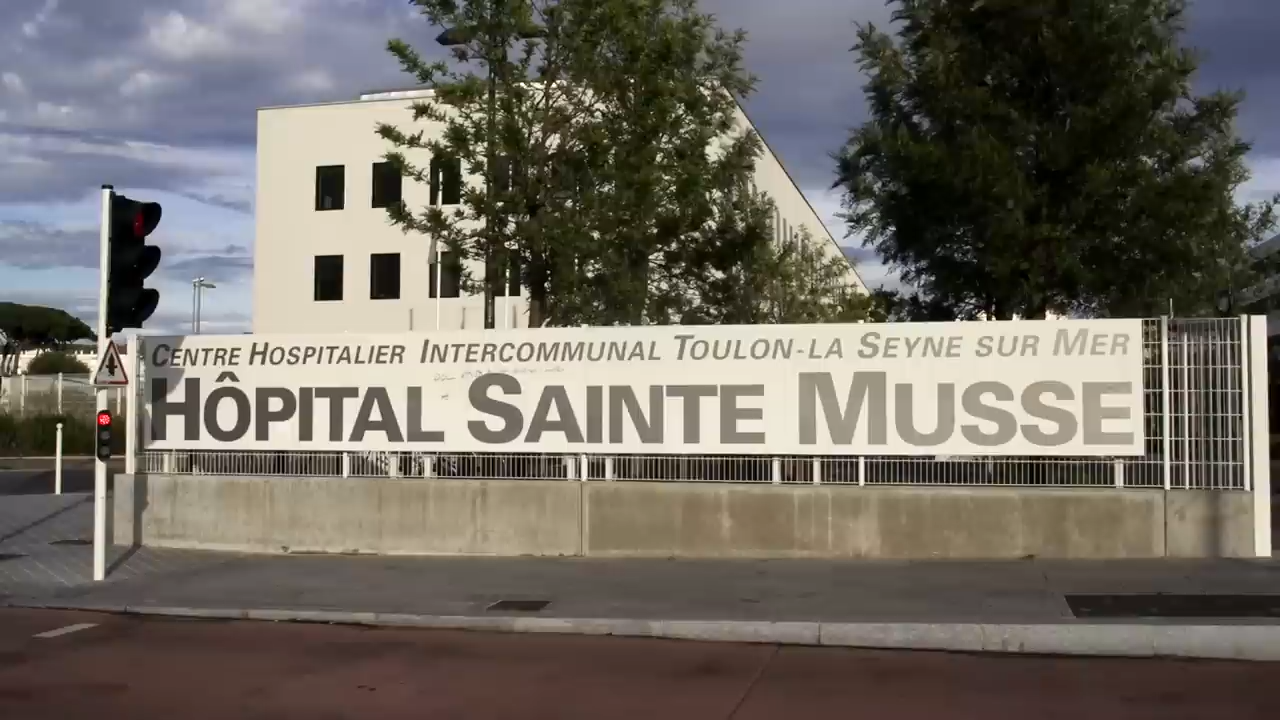 Centre Hospitalier Intercommunal Toulon-la Seyne sur Mer
Hôpital Sainte Musse